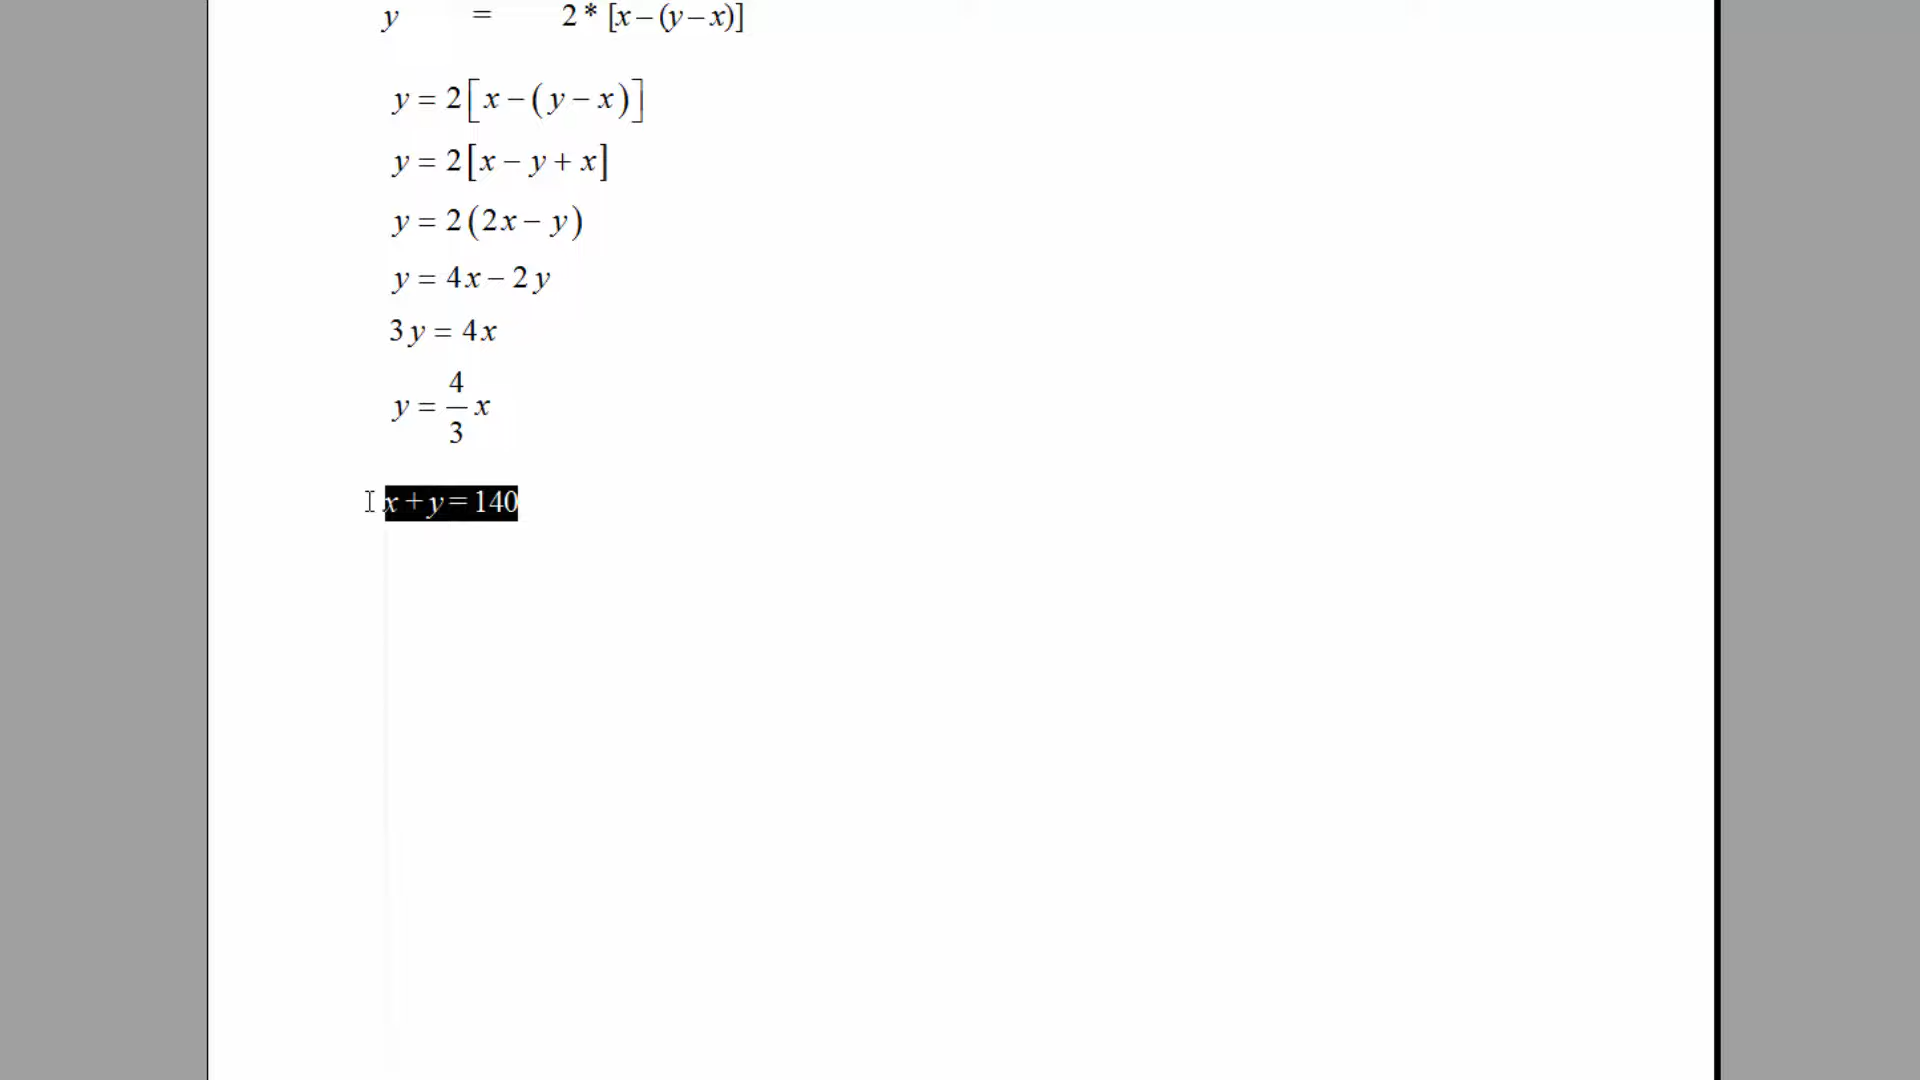 y = 2 * [x – (y – x)]
y = 2[x − (y − x)]
y = 2[x − y + x]
y = 2(2x − y)
y = 4x − 2y
3y = 4x
y = 4/3 x
x + y = 140